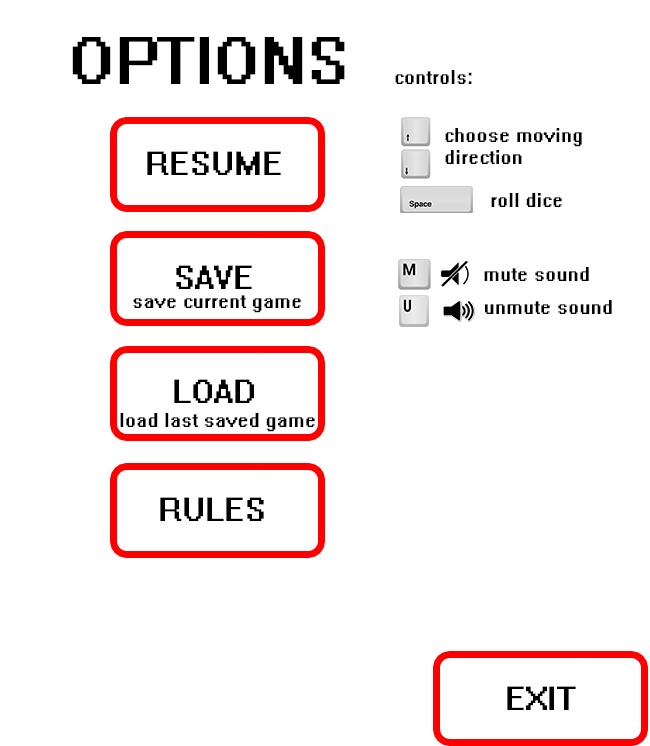 OPTIONS
RESUME
SAVE
save current game
LOAD
load last saved game
RULES
controls:
↑
choose moving
↓
direction
Space
roll dice
M
mute sound
U
unmute sound
EXIT